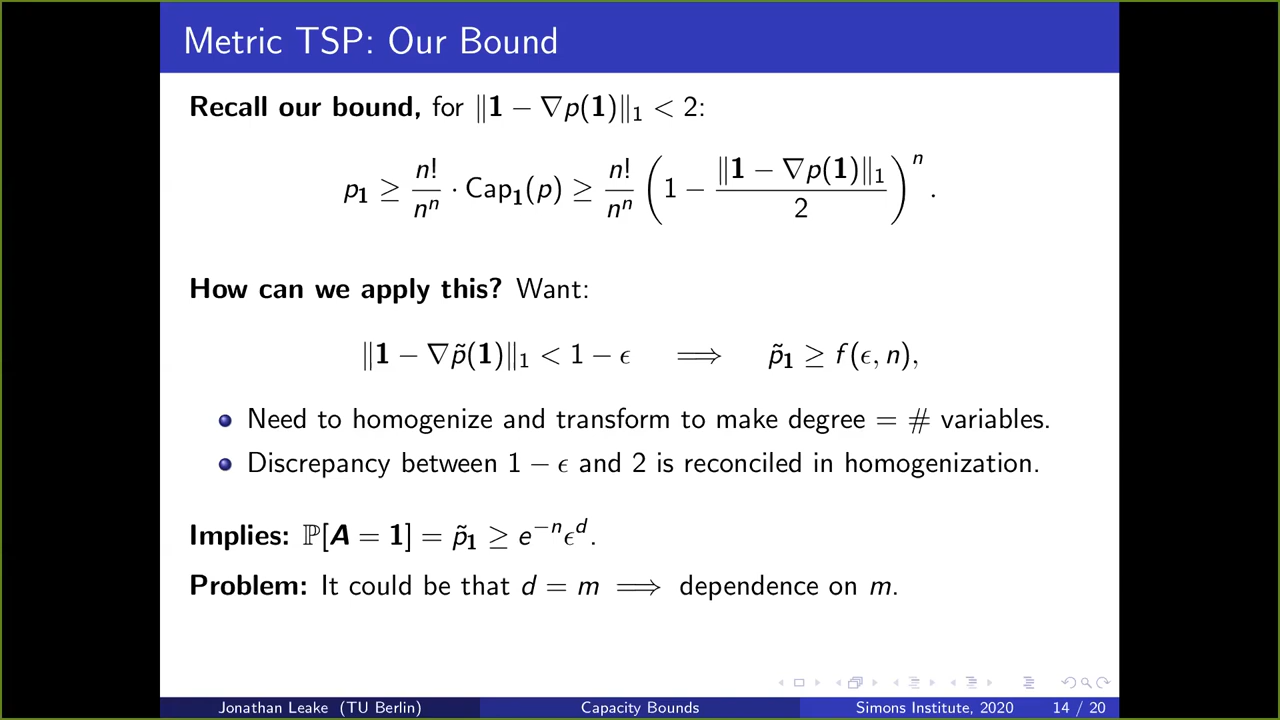 Metric TSP: Our Bound
Recall our bound, for ‖1 − ∇p(1)‖₁ < 2:
p₁ ≥ n!/nⁿ · Cap₁(p) ≥ n!/nⁿ (1 − ‖1 − ∇p(1)‖₁/2)ⁿ.
How can we apply this? Want:
‖1 − ∇p̃(1)‖₁ < 1 − ϵ ⟹ p̃₁ ≥ f(ϵ, n),
Need to homogenize and transform to make degree = # variables.
Discrepancy between 1 − ϵ and 2 is reconciled in homogenization.
Implies: ℙ[A = 1] = p̃₁ ≥ e⁻ⁿϵᵈ.
Problem: It could be that d = m ⟹ dependence on m.
Jonathan Leake (TU Berlin) Capacity Bounds Simons Institute, 2020 14 / 20